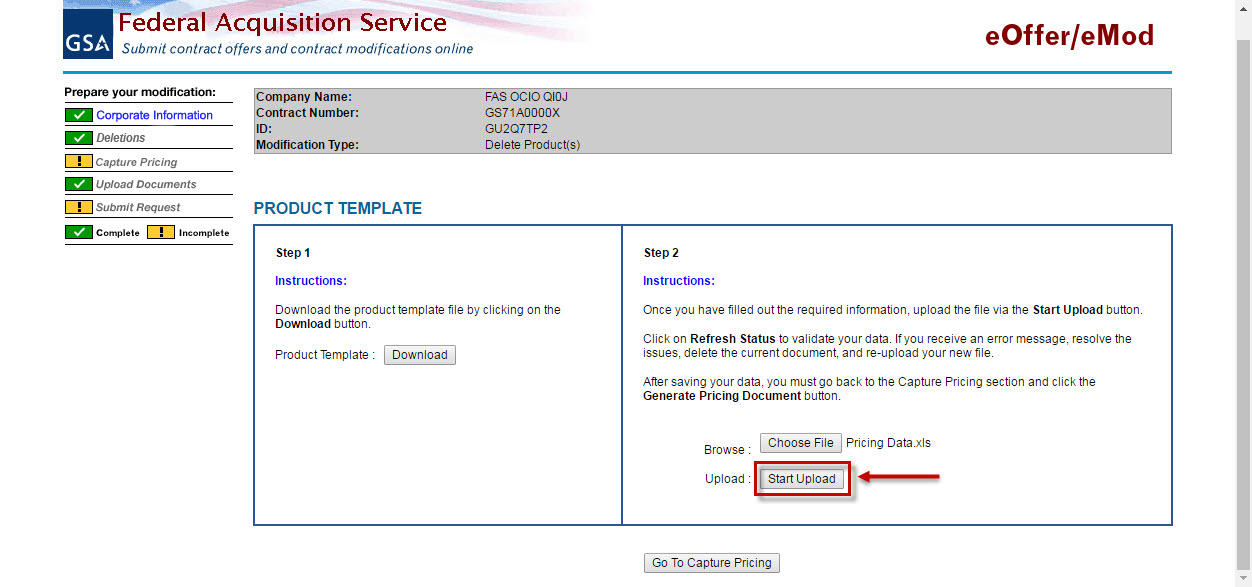 GSA
Federal Acquisition Service
Submit contract offers and contract modifications online
eOffer/eMod
Prepare your modification:
Corporate Information
Deletions
Capture Pricing
Upload Documents
Submit Request
Complete Incomplete
Company Name: FAS OCIO QI0J
Contract Number: GS71A0000X
ID: GU2Q7TP2
Modification Type: Delete Product(s)
PRODUCT TEMPLATE
Step 1
Instructions:
Download the product template file by clicking on the
Download button.
Product Template : Download
Step 2
Instructions:
Once you have filled out the required information, upload the file via the Start Upload button.
Click on Refresh Status to validate your data. If you receive an error message, resolve the
issues, delete the current document, and re-upload your new file.
After saving your data, you must go back to the Capture Pricing section and click the
Generate Pricing Document button.
Browse : Choose File Pricing Data.xls
Upload : Start Upload
Go To Capture Pricing